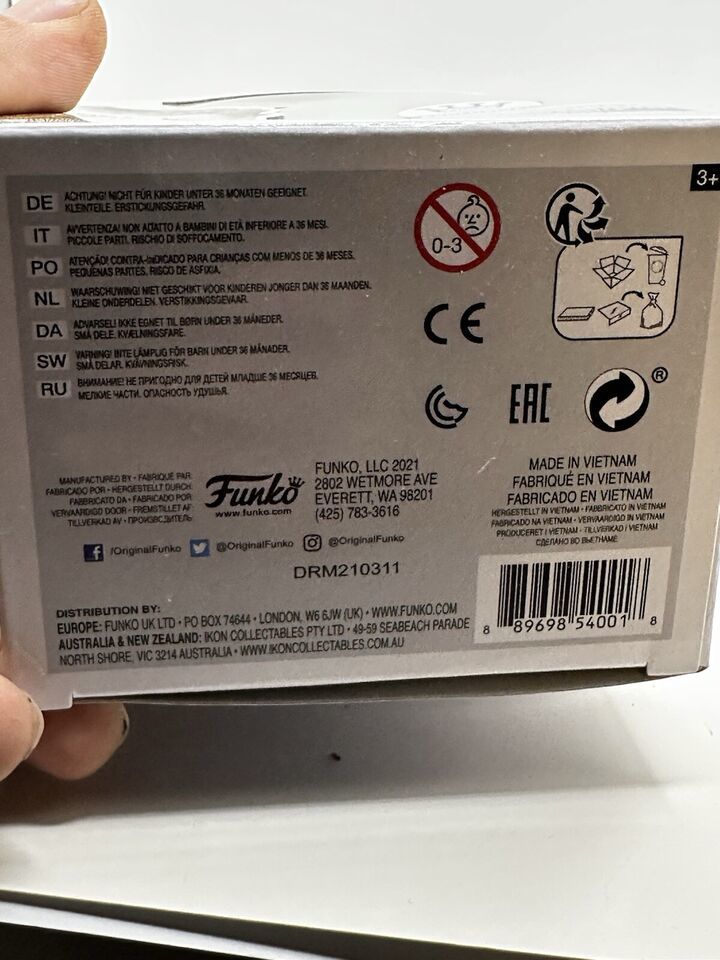 3+
DE ACHTUNG! NICHT FÜR KINDER UNTER 36 MONATEN GEEIGNET.
KLEINTEILE. ERSTICKUNGSGEFAHR.
IT AVVERTENZA! NON ADATTO A BAMBINI DI ETÀ INFERIORE A 36 MESI.
PICCOLE PARTI. RISCHIO DI SOFFOCAMENTO.
PO ATENÇÃO! CONTRA-INDICADO PARA CRIANÇAS COM MENOS DE 36 MESES.
PEQUENAS PARTES. RISCO DE ASFIXIA.
NL WAARSCHUWING! NIET GESCHIKT VOOR KINDEREN JONGER DAN 36 MAANDEN.
KLEINE ONDERDELEN. VERSTIKKINGSGEVAAR.
DA ADVARSEL! IKKE EGNET TIL BØRN UNDER 36 MÅNEDER.
SMÅ DELE. KVÆLNINGSFARE.
SW VARNING! INTE LÄMPLIG FÖR BARN UNDER 36 MÅNADER.
SMÅ DELAR. KVÄVNINGSRISK.
RU ВНИМАНИЕ! НЕ ПРИГОДНО ДЛЯ ДЕТЕЙ МЛАДШЕ 36 МЕСЯЦЕВ.
МЕЛКИЕ ЧАСТИ. ОПАСНОСТЬ УДУШЬЯ.
0-3
CE
EAC
®
MANUFACTURED BY • FABRIQUÉ PAR
FABRICADO POR • HERGESTELLT DURCH
FABBRICATO DA • FABRICADO POR
VERVAARDIGD DOOR • FREMSTILLET AF
TILLVERKAD AV • ПРОИЗВОДИТЕЛЬ:
Funko
www.funko.com
FUNKO, LLC 2021
2802 WETMORE AVE
EVERETT, WA 98201
(425) 783-3616
MADE IN VIETNAM
FABRIQUÉ EN VIETNAM
FABRICADO EN VIETNAM
HERGESTELLT IN VIETNAM • FABBRICATO IN VIETNAM
FABRICADO NA VIETNAM • VERVAARDIGD IN VIETNAM
PRODUCERET I VIETNAM • TILLVERKAD I VIETNAM
СДЕЛАНО ВО ВЬЕТНАМЕ
/OriginalFunko @OriginalFunko @OriginalFunko
DRM210311
DISTRIBUTION BY:
EUROPE: FUNKO UK LTD • PO BOX 74644 • LONDON, W6 6JW (UK) • WWW.FUNKO.COM
AUSTRALIA & NEW ZEALAND: IKON COLLECTABLES PTY LTD • 49-59 SEABEACH PARADE
NORTH SHORE, VIC 3214 AUSTRALIA • WWW.IKONCOLLECTABLES.COM.AU
8 89698 54001 8